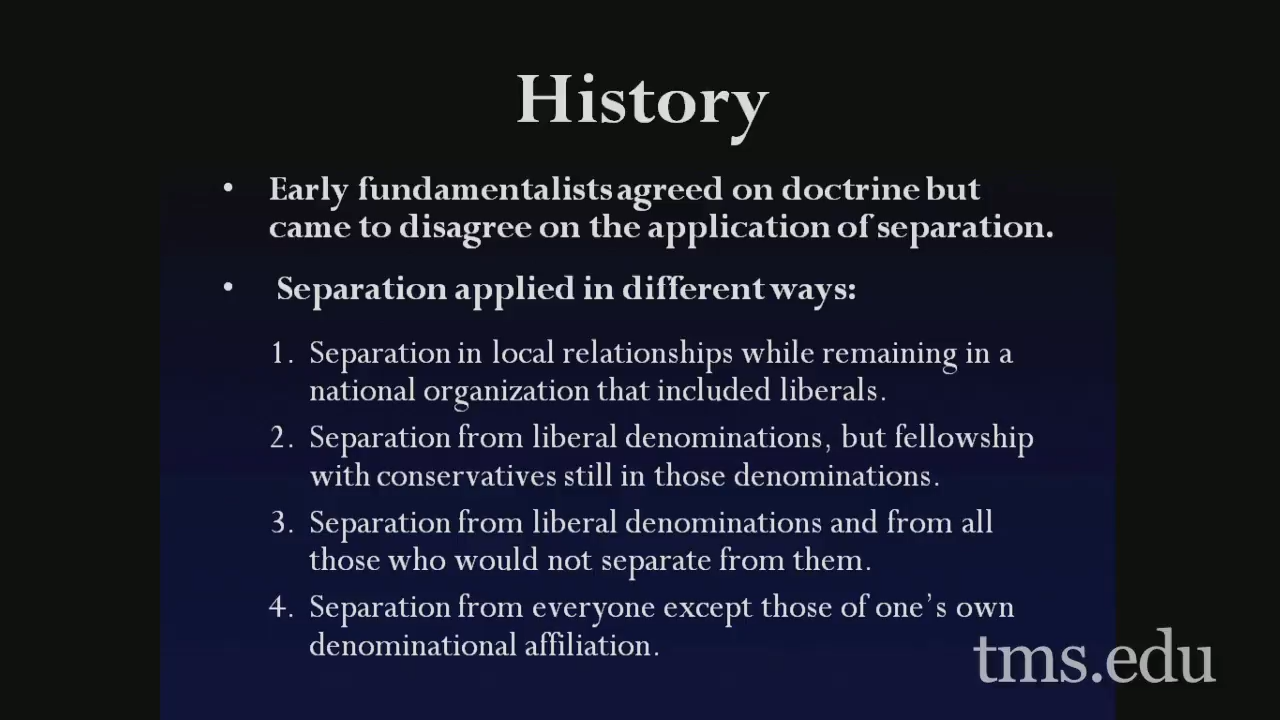 History
• Early fundamentalists agreed on doctrine but
came to disagree on the application of separation.
• Separation applied in different ways:
1. Separation in local relationships while remaining in a
national organization that included liberals.
2. Separation from liberal denominations, but fellowship
with conservatives still in those denominations.
3. Separation from liberal denominations and from all
those who would not separate from them.
4. Separation from everyone except those of one’s own
denominational affiliation.
tms.edu